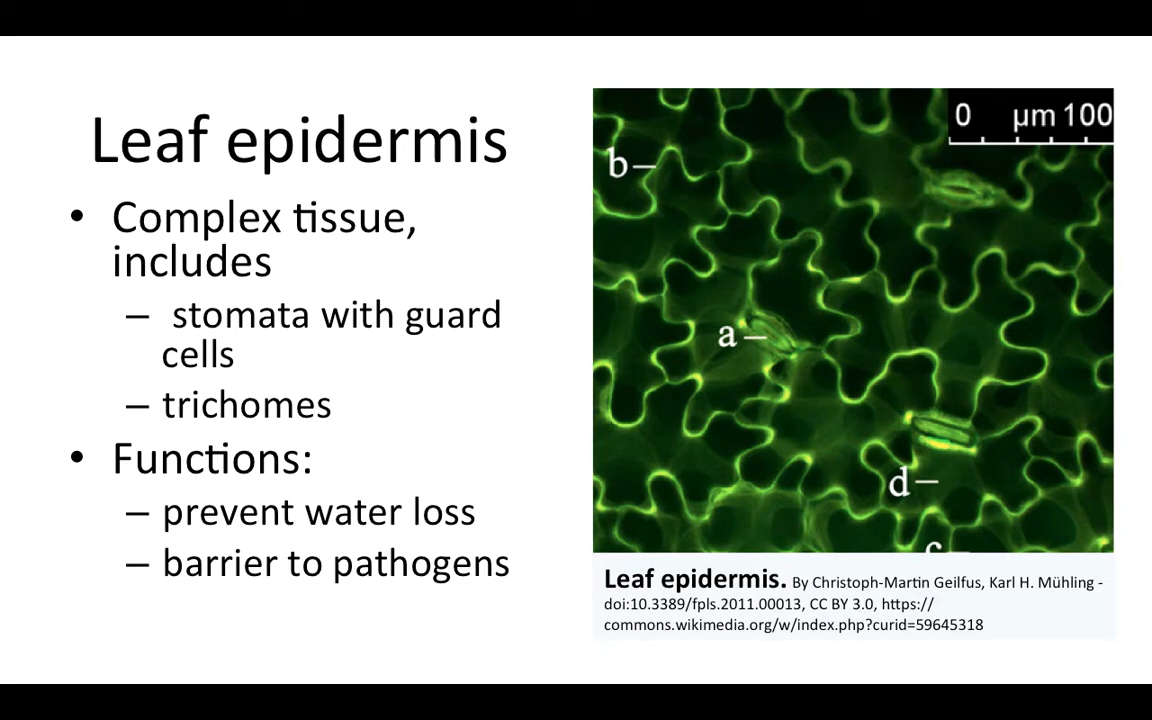 Leaf epidermis
• Complex tissue,
includes
– stomata with guard
cells
– trichomes
• Functions:
– prevent water loss
– barrier to pathogens
0 µm 100
b –
a –
d –
Leaf epidermis. By Christoph-Martin Geilfus, Karl H. Mühling -
doi:10.3389/fpls.2011.00013, CC BY 3.0, https://
commons.wikimedia.org/w/index.php?curid=59645318